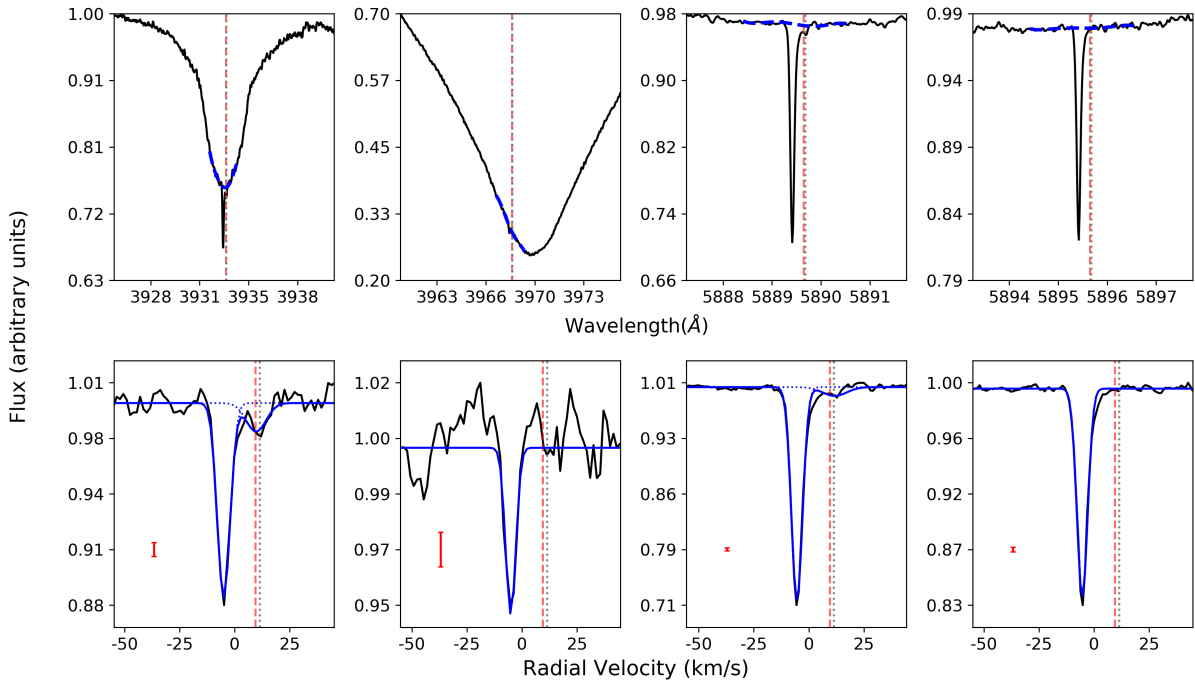 1.00 0.91 0.81 0.72 0.63
3928 3931 3935 3938
0.70 0.57 0.45 0.33 0.20
3963 3966 3970 3973
0.98 0.90 0.82 0.74 0.66
5888 5889 5890 5891
0.99 0.94 0.89 0.84 0.79
5894 5895 5896 5897
Wavelength(Å)
Flux (arbitrary units)
1.01 0.98 0.94 0.91 0.88
-50 -25 0 25
1.02 1.00 0.99 0.97 0.95
-50 -25 0 25
1.01 0.93 0.86 0.79 0.71
-50 -25 0 25
1.00 0.96 0.92 0.87 0.83
-50 -25 0 25
Radial Velocity (km/s)